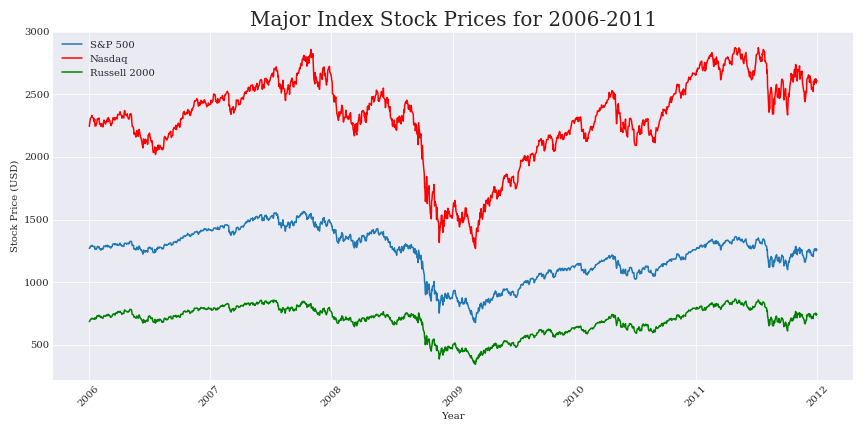 Major Index Stock Prices for 2006-2011
S&P 500
Nasdaq
Russell 2000
Stock Price (USD)
3000
2500
2000
1500
1000
500
2006
2007
2008
2009
2010
2011
2012
Year